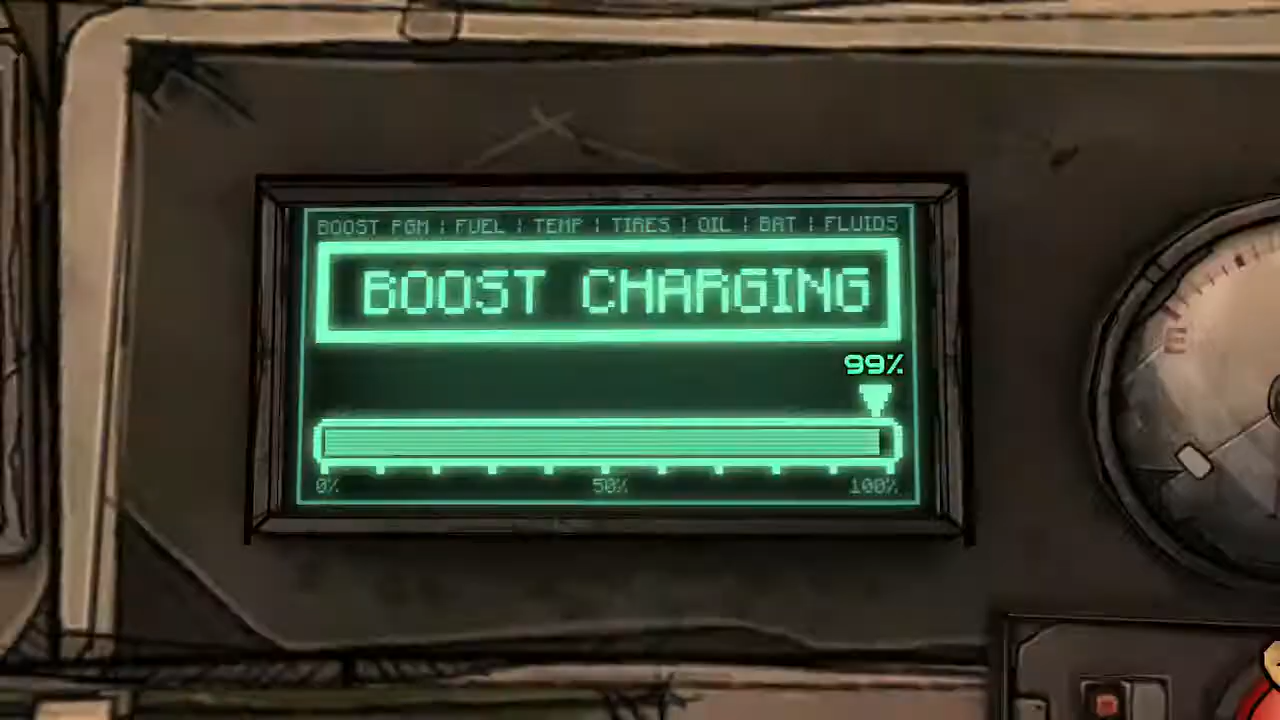 BOOST PGM ¦ FUEL ¦ TEMP ¦ TIRES ¦ OIL ¦ BAT ¦ FLUIDS
BOOST CHARGING
99%
0% 50% 100%
E